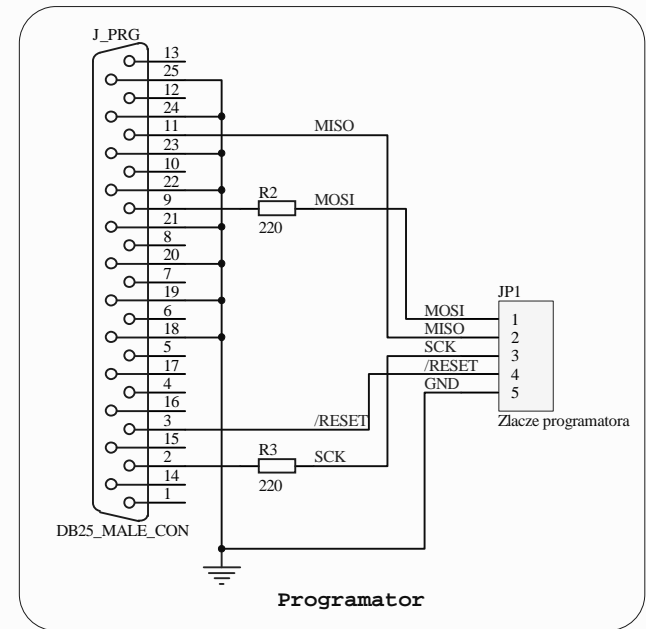 J_PRG
13
25
12
24
11 MISO
23
10
22
R2
9 MOSI
220
21
8
20
7
19
JP1
6
MOSI 1
18
MISO 2
5
SCK 3
17
/RESET 4
4
GND 5
16
3 /RESET
Zlacze programatora
15
R3
2 SCK
220
14
1
DB25_MALE_CON
Programator